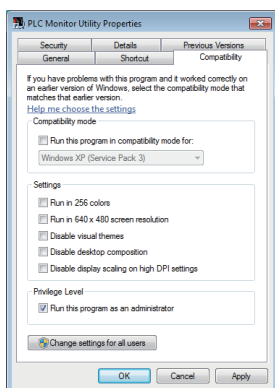 PLC Monitor Utility Properties
Security Details Previous Versions
General Shortcut Compatibility
If you have problems with this program and it worked correctly on
an earlier version of Windows, select the compatibility mode that
matches that earlier version.
Help me choose the settings
Compatibility mode
Run this program in compatibility mode for:
Windows XP (Service Pack 3)
Settings
Run in 256 colors
Run in 640 x 480 screen resolution
Disable visual themes
Disable desktop composition
Disable display scaling on high DPI settings
Privilege Level
Run this program as an administrator
Change settings for all users
OK Cancel Apply